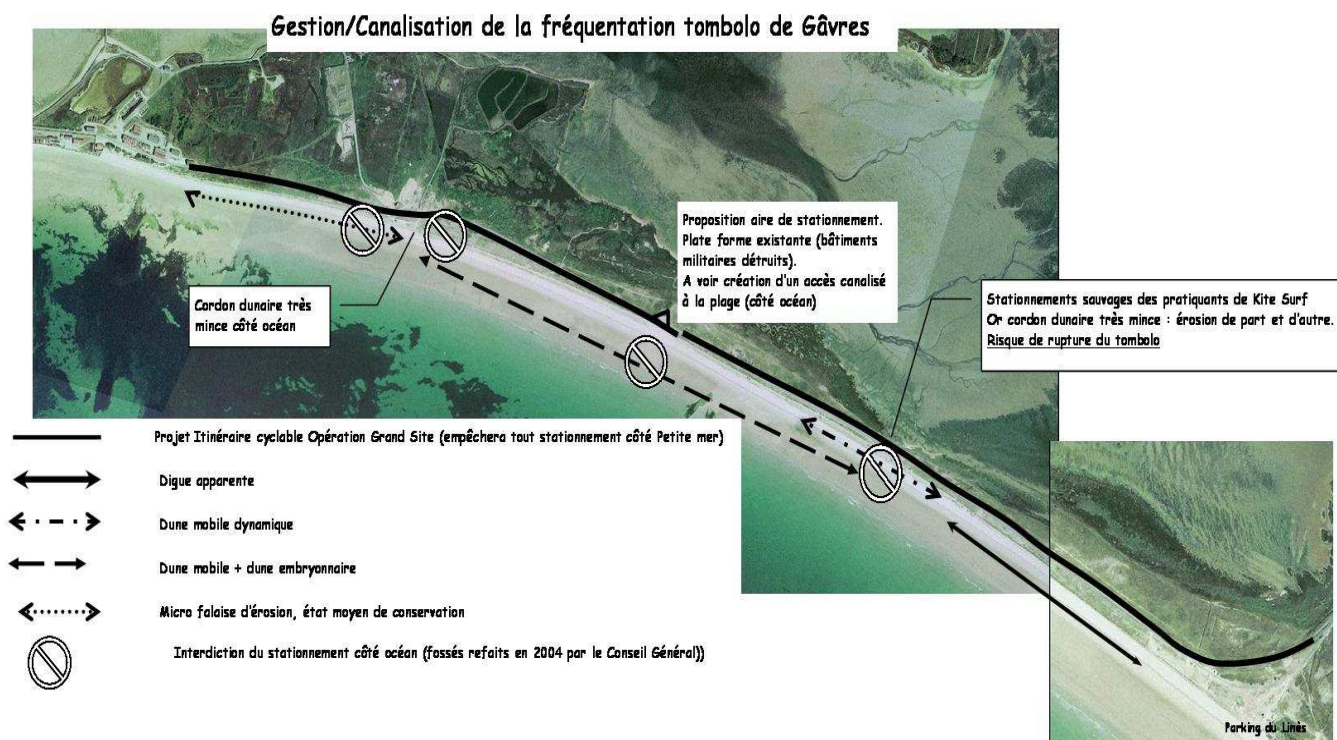 Gestion/Canalisation de la fréquentation tombolo de Gâvres
Proposition aire de stationnement.
Plate forme existante (bâtiments
militaires détruits).
A voir création d'un accès canalisé
à la plage (côté océan)
Cordon dunaire très
mince côté océan
Stationnements sauvages des pratiquants de Kite Surf
Or cordon dunaire très mince : érosion de part et d'autre.
Risque de rupture du tombolo
Projet Itinéraire cyclable Opération Grand Site (empêchera tout stationnement côté Petite mer)
Digue apparente
Dune mobile dynamique
Dune mobile + dune embryonnaire
Micro falaise d'érosion, état moyen de conservation
Interdiction du stationnement côté océan (fossés refaits en 2004 par le Conseil Général))
Parking du Linès